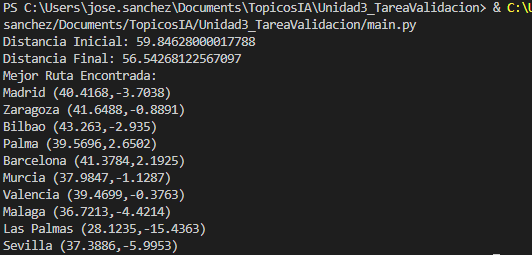 PS C:\Users\jose.sanchez\Documents\TopicosIA\Unidad3_TareaValidacion> & C:\U
sanchez/Documents/TopicosIA/Unidad3_TareaValidacion/main.py
Distancia Inicial: 59.84628000017788
Distancia Final: 56.54268122567097
Mejor Ruta Encontrada:
Madrid (40.4168,-3.7038)
Zaragoza (41.6488,-0.8891)
Bilbao (43.263,-2.935)
Palma (39.5696,2.6502)
Barcelona (41.3784,2.1925)
Murcia (37.9847,-1.1287)
Valencia (39.4699,-0.3763)
Malaga (36.7213,-4.4214)
Las Palmas (28.1235,-15.4363)
Sevilla (37.3886,-5.9953)